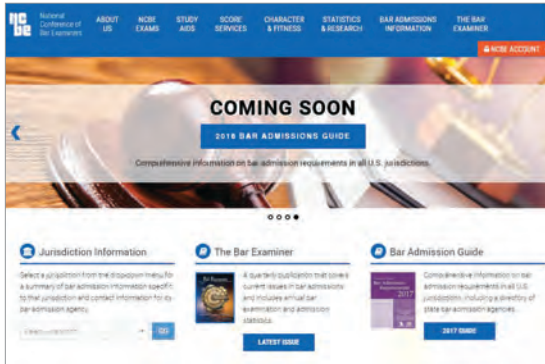 National
Conference of
Bar Examiners
ABOUT US
NCBE EXAMS
STUDY AIDS
SCORE SERVICES
CHARACTER & FITNESS
STATISTICS & RESEARCH
BAR ADMISSIONS INFORMATION
THE BAR EXAMINER
NCBE ACCOUNT
COMING SOON
2018 BAR ADMISSIONS GUIDE
Comprehensive information on bar admission requirements in all U.S. jurisdictions.
Jurisdiction Information
Select a jurisdiction from the dropdown menu for
a summary of bar admission information specific
to that jurisdiction and contact information for its
bar admission agency.
GO
The Bar Examiner
A quarterly publication that covers
current issues in bar admissions
and includes annual bar
examination and admission
statistics.
LATEST ISSUE
Bar Admission Guide
Bar Admission
Requirements
2017
Comprehensive information on bar
admission requirements in all U.S.
jurisdictions, including a directory of
state bar admission agencies.
2017 GUIDE